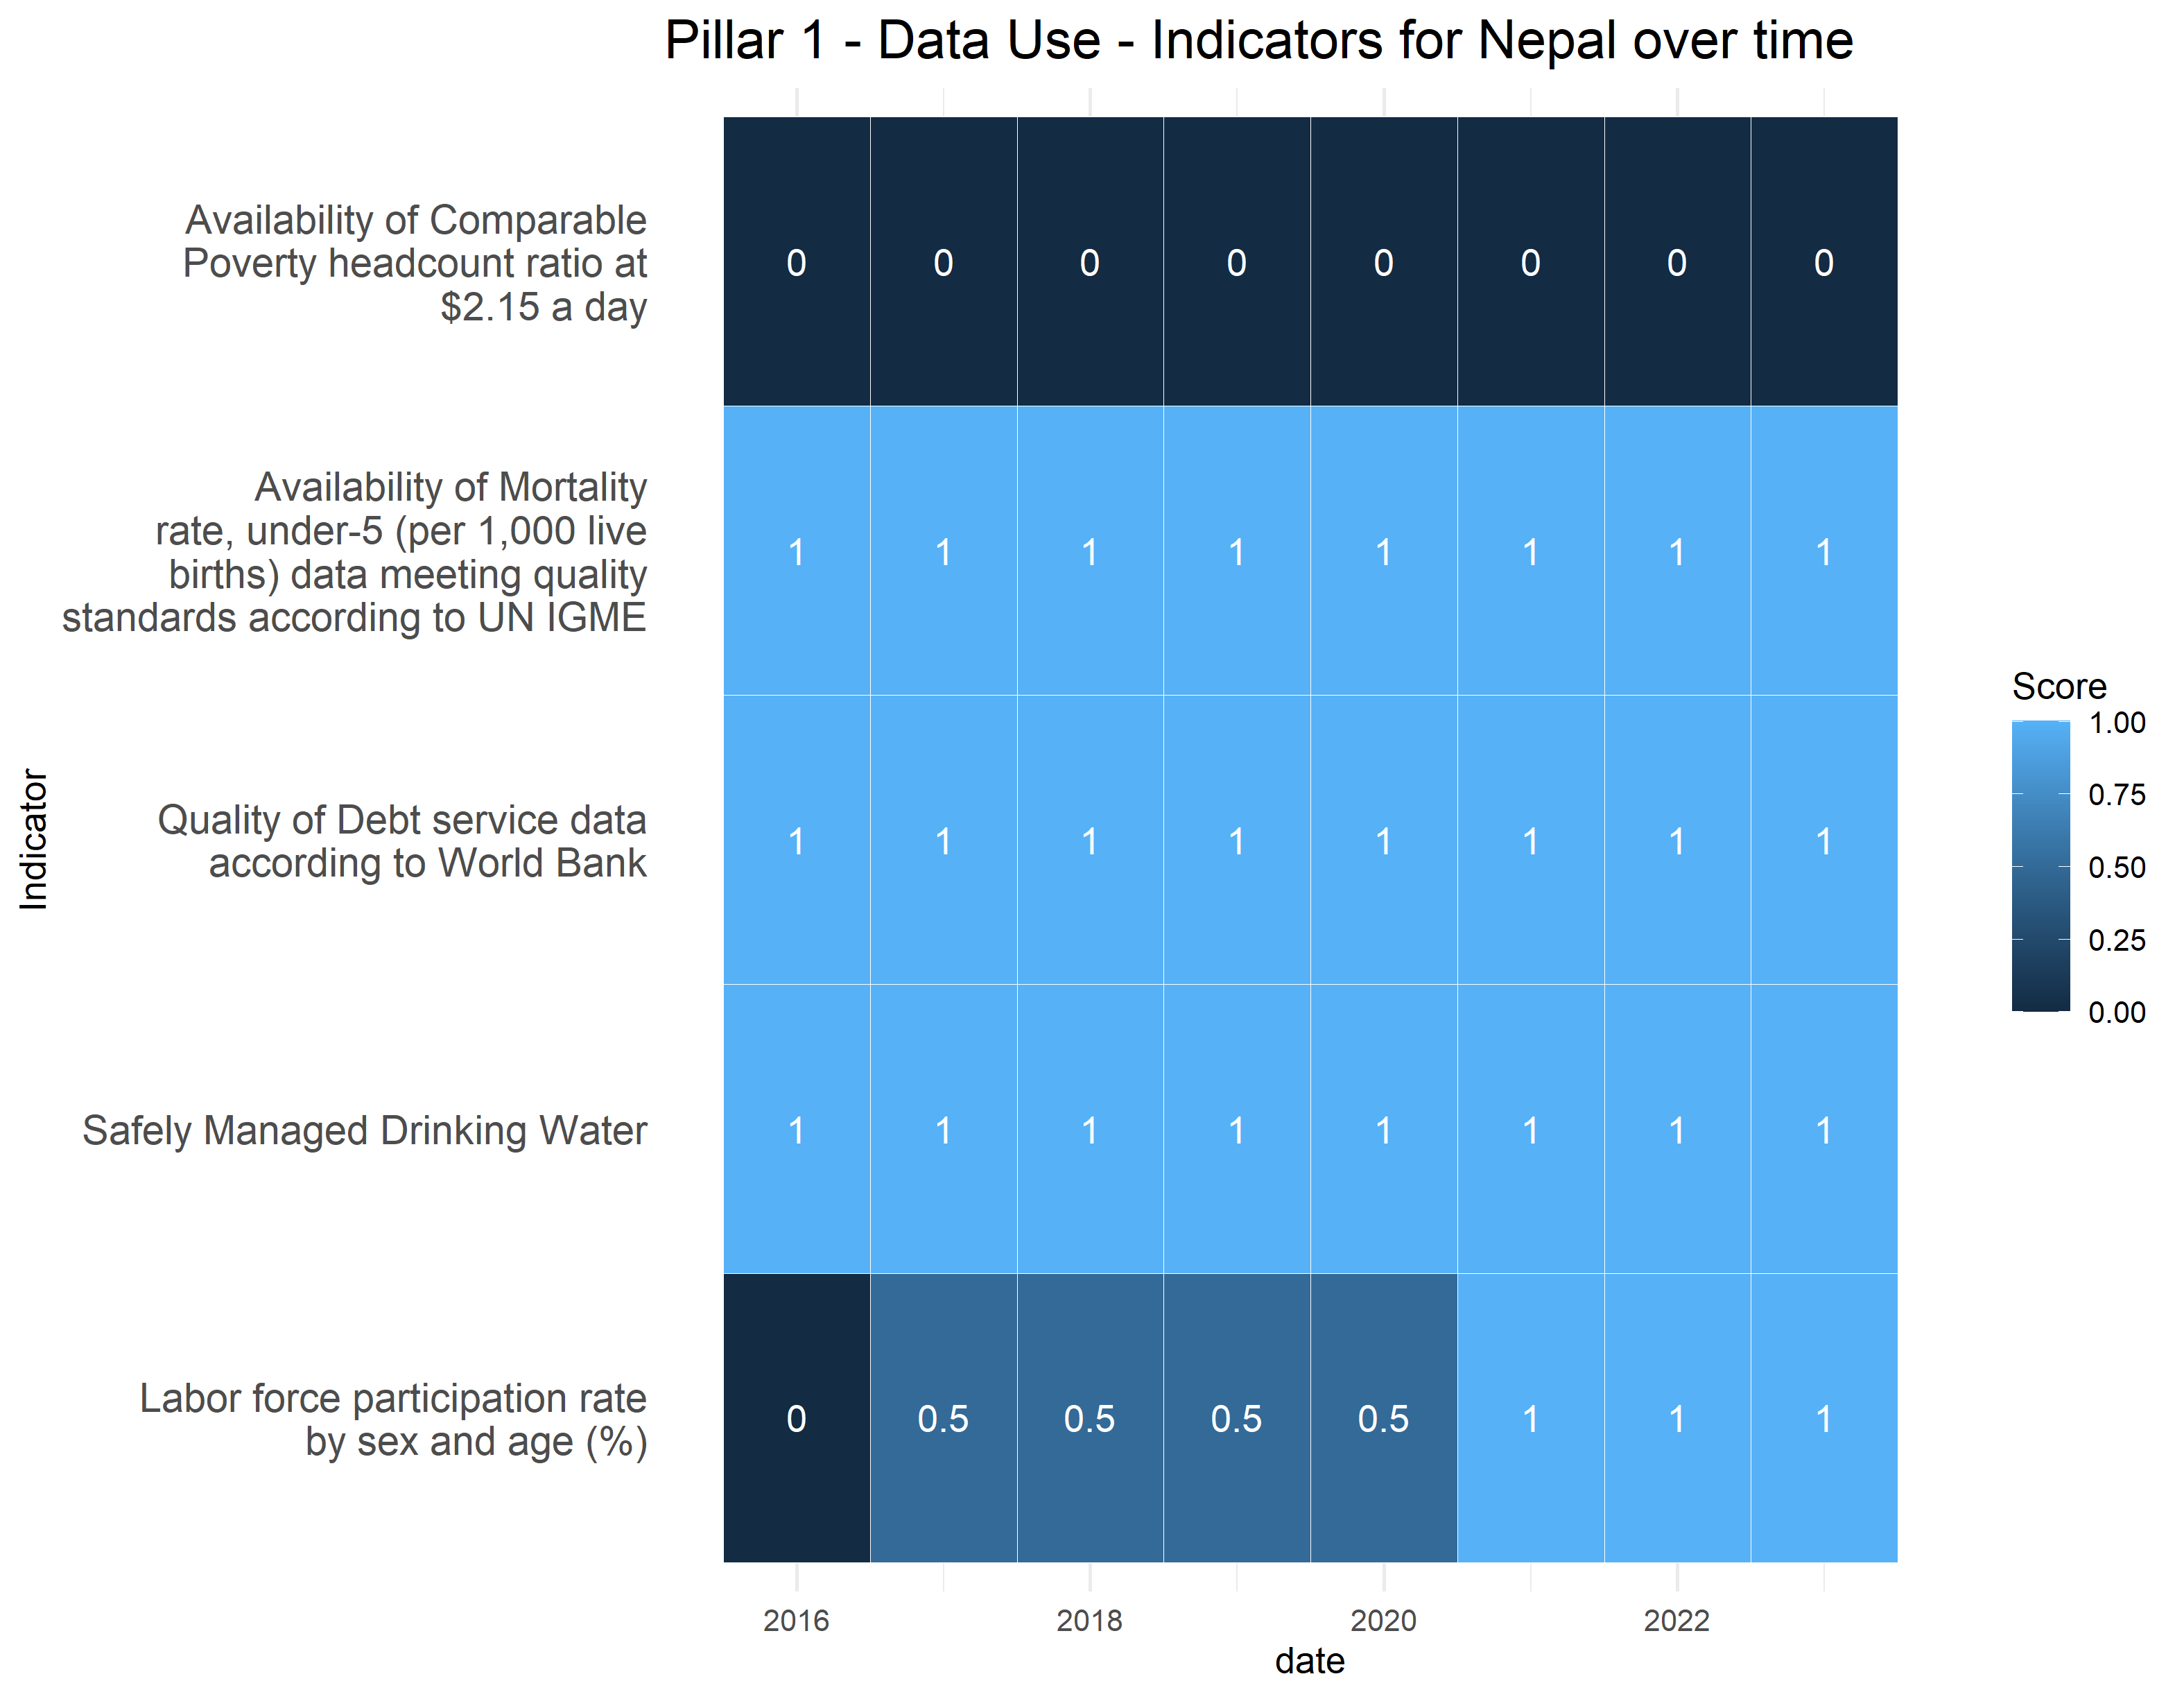 Pillar 1 - Data Use - Indicators for Nepal over time
Indicator
Availability of Comparable
Poverty headcount ratio at
$2.15 a day
0 0 0 0 0 0 0 0
Availability of Mortality
rate, under-5 (per 1,000 live
births) data meeting quality
standards according to UN IGME
1 1 1 1 1 1 1 1
Quality of Debt service data
according to World Bank
1 1 1 1 1 1 1 1
Safely Managed Drinking Water
1 1 1 1 1 1 1 1
Labor force participation rate
by sex and age (%)
0 0.5 0.5 0.5 0.5 1 1 1
2016 2018 2020 2022
date
Score
1.00
0.75
0.50
0.25
0.00